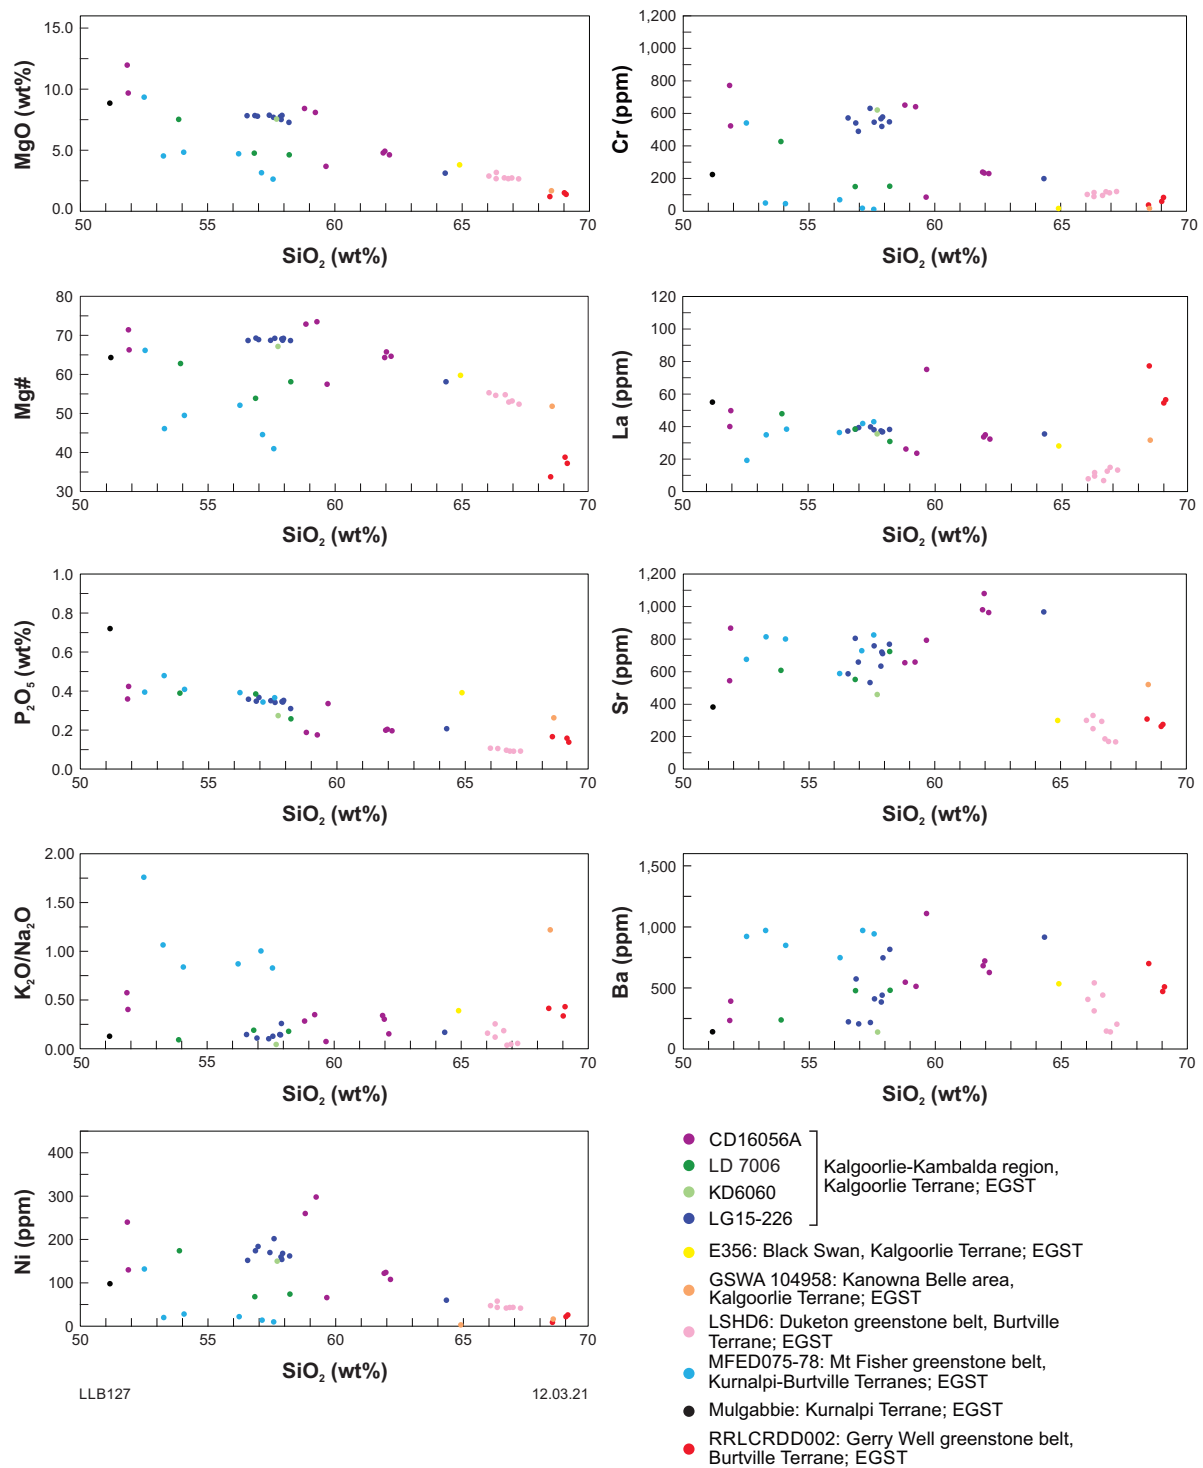 MgO (wt%)
15.0
10.0
5.0
0.0
50 55 60 65 70
SiO₂ (wt%)
Cr (ppm)
1,200
1,000
800
600
400
200
0
50 55 60 65 70
SiO₂ (wt%)
Mg#
80
70
60
50
40
30
50 55 60 65 70
SiO₂ (wt%)
La (ppm)
120
100
80
60
40
20
0
50 55 60 65 70
SiO₂ (wt%)
P₂O₅ (wt%)
1.0
0.8
0.6
0.4
0.2
0.0
50 55 60 65 70
SiO₂ (wt%)
Sr (ppm)
1,200
1,000
800
600
400
200
0
50 55 60 65 70
SiO₂ (wt%)
K₂O/Na₂O
2.00
1.50
1.00
0.50
0.00
50 55 60 65 70
SiO₂ (wt%)
Ba (ppm)
1,500
1,000
500
0
50 55 60 65 70
SiO₂ (wt%)
Ni (ppm)
400
300
200
100
0
50 55 60 65 70
SiO₂ (wt%)
LLB127
12.03.21
CD16056A
LD 7006
KD6060
LG15-226
Kalgoorlie-Kambalda region,
Kalgoorlie Terrane; EGST
E356: Black Swan, Kalgoorlie Terrane; EGST
GSWA 104958: Kanowna Belle area,
Kalgoorlie Terrane; EGST
LSHD6: Duketon greenstone belt, Burtville
Terrane; EGST
MFED075-78: Mt Fisher greenstone belt,
Kurnalpi-Burtville Terranes; EGST
Mulgabbie: Kurnalpi Terrane; EGST
RRLCRDD002: Gerry Well greenstone belt,
Burtville Terrane; EGST